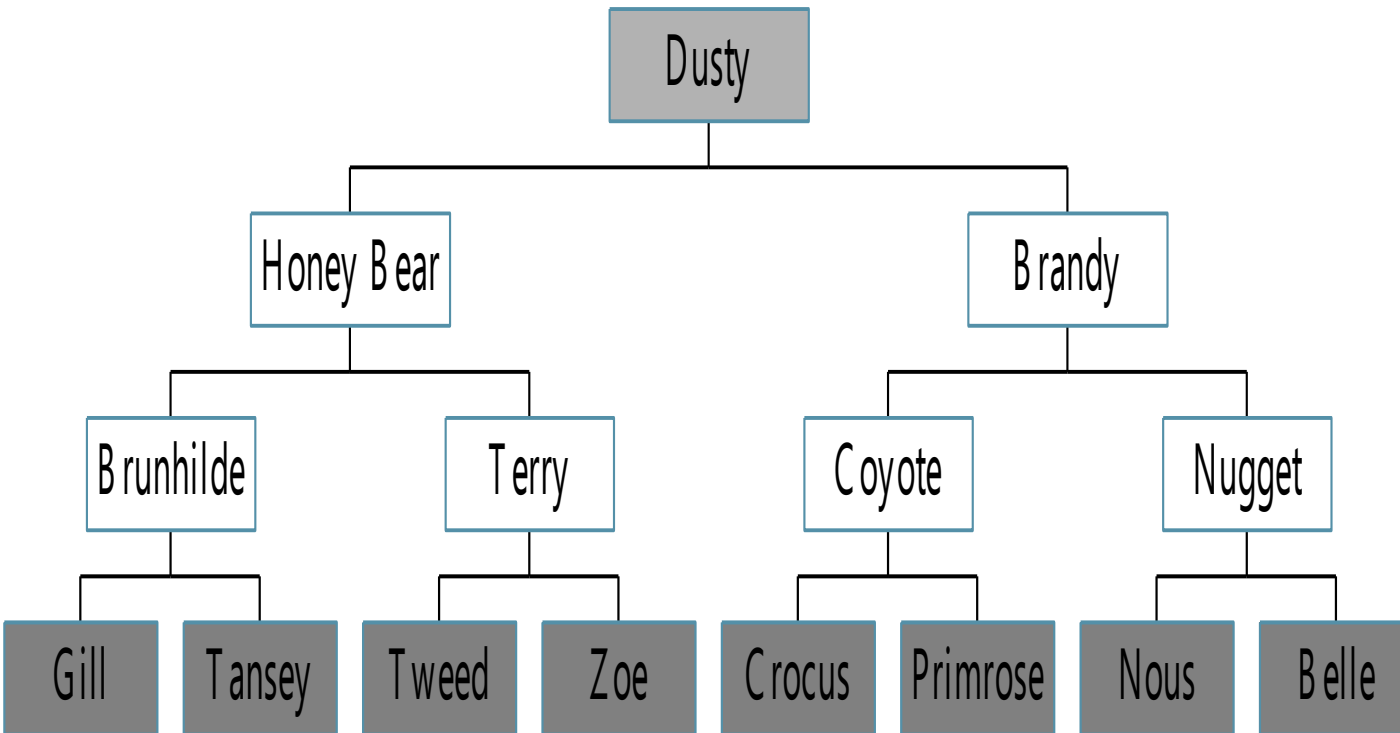 Dusty
Honey Bear
Brandy
Brunhilde
Terry
Coyote
Nugget
Gill
Tansey
Tweed
Zoe
Crocus
Primrose
Nous
Belle